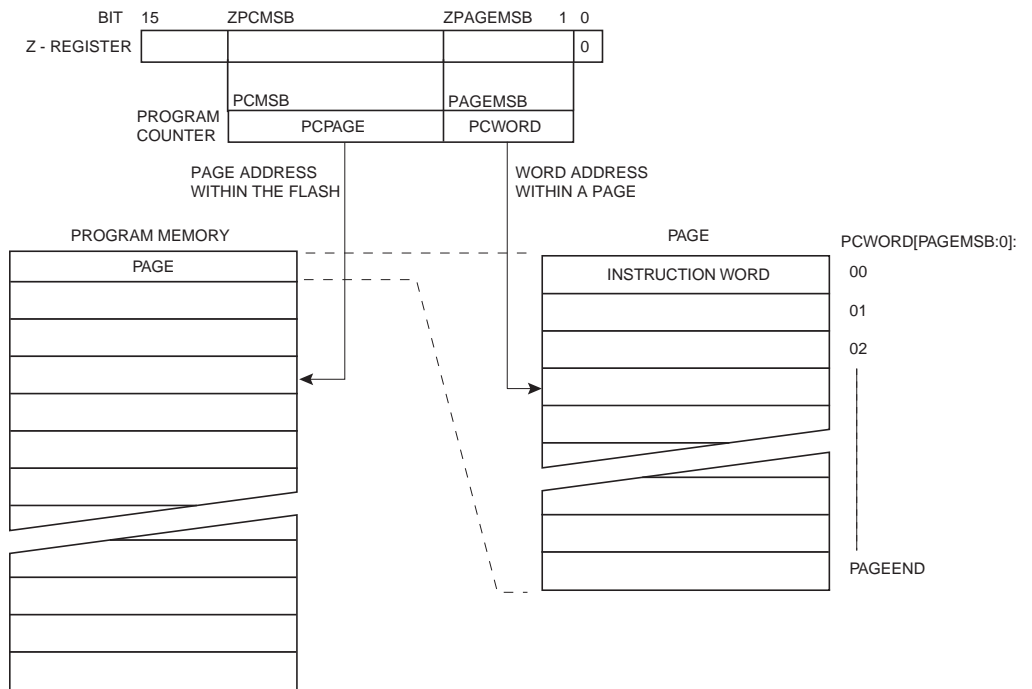 BIT 15 ZPCMSB ZPAGEMSB 1 0
Z - REGISTER 0
PCMSB PAGEMSB
PROGRAM
COUNTER
PCPAGE PCWORD
PAGE ADDRESS
WITHIN THE FLASH
WORD ADDRESS
WITHIN A PAGE
PROGRAM MEMORY
PAGE
PAGE
PCWORD[PAGEMSB:0]:
INSTRUCTION WORD 00
01
02
PAGEEND